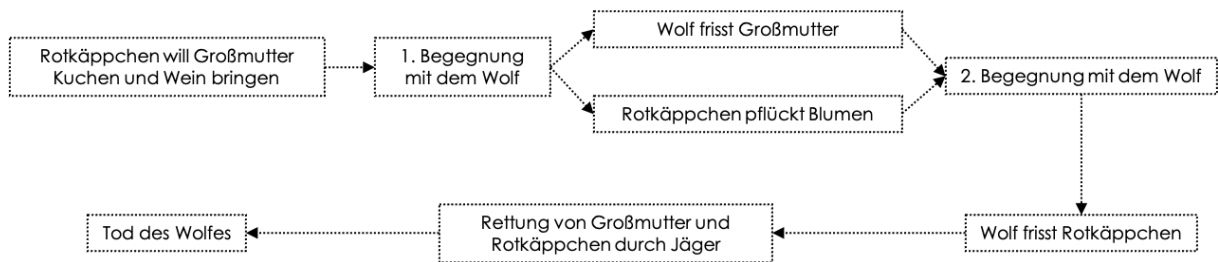 Rotkäppchen will Großmutter
Kuchen und Wein bringen
1. Begegnung
mit dem Wolf
Wolf frisst Großmutter
Rotkäppchen pflückt Blumen
2. Begegnung mit dem Wolf
Wolf frisst Rotkäppchen
Rettung von Großmutter und
Rotkäppchen durch Jäger
Tod des Wolfes